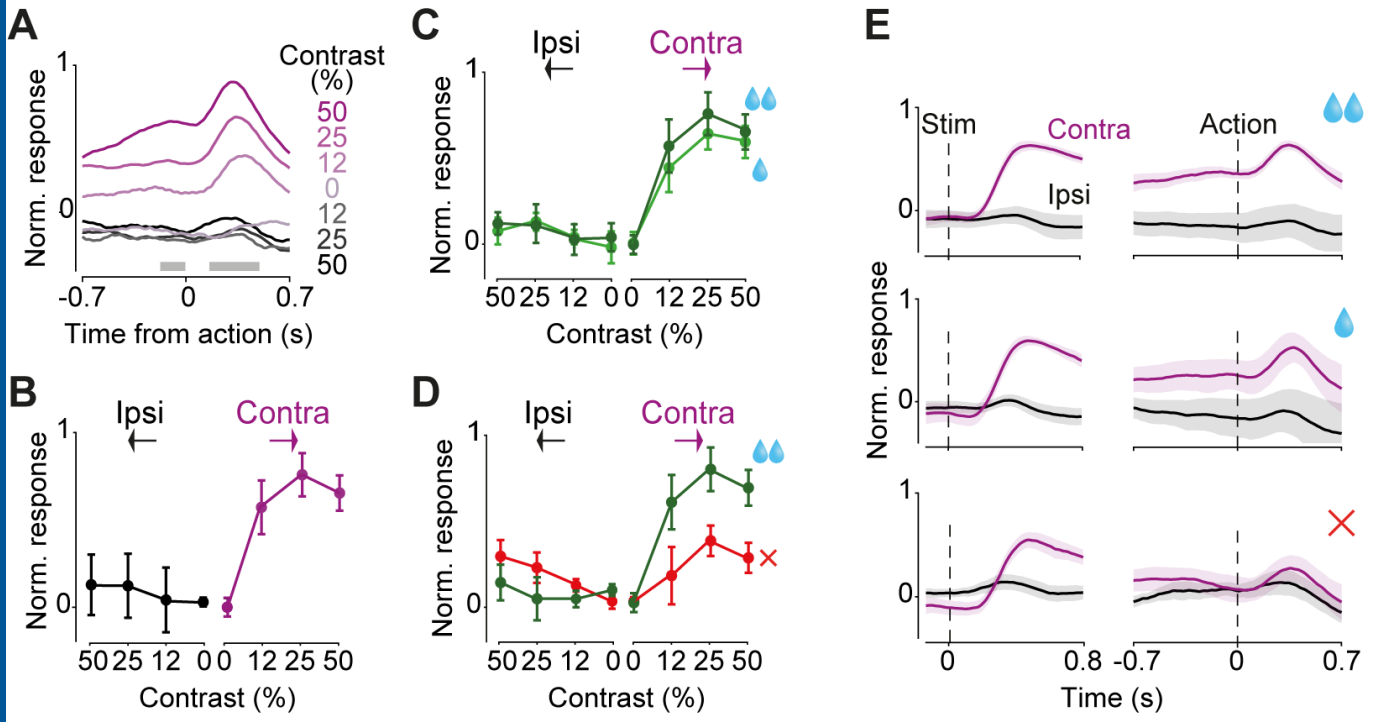 A
Norm. response
1
0
Contrast
(%)
50
25
12
0
12
25
50
-0.7
0
0.7
Time from action (s)
B
Ipsi
Contra
Norm. response
1
0
50 25 12 0 0 12 25 50
Contrast (%)
C
Ipsi
Contra
Norm. response
1
0
50 25 12 0 0 12 25 50
Contrast (%)
D
Ipsi
Contra
Norm. response
1
0
50 25 12 0 0 12 25 50
Contrast (%)
E
Norm. response
1
0
Stim
Contra
Ipsi
Action
1
0
1
0
0 0.8 -0.7 0 0.7
Time (s)